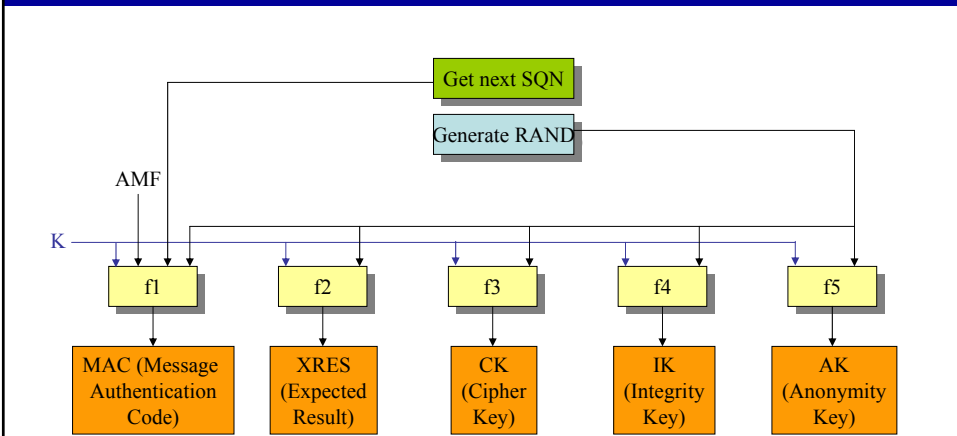 Get next SQN
Generate RAND
AMF
K
f1
f2
f3
f4
f5
MAC (Message
Authentication
Code)
XRES
(Expected
Result)
CK
(Cipher
Key)
IK
(Integrity
Key)
AK
(Anonymity
Key)